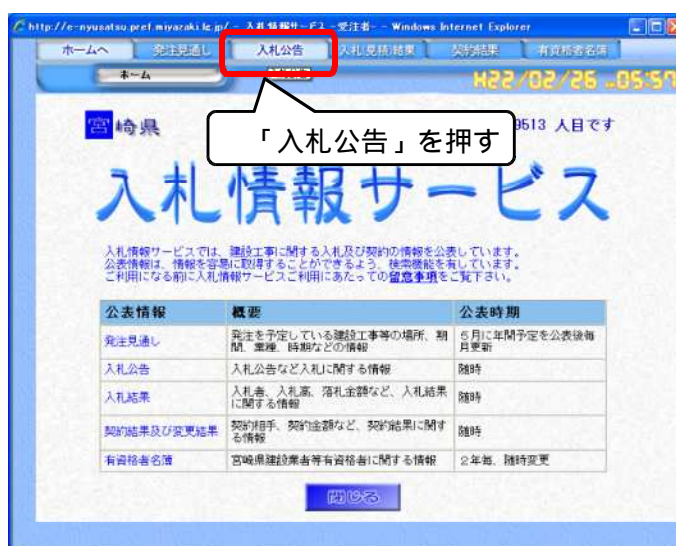 http://e-nyusatsu.pref.miyazaki.lg.jp/ - 入札情報サービス -受注者- - Windows Internet Explorer
ホームへ 発注見通し 入札公告 入札・見積・結果 契約結果 有資格者名簿
ホーム
H22/02/26 05:57
宮崎県
9513 人目です
「入札公告」を押す
入札情報サービス
入札情報サービスでは、建設工事に関する入札及び契約の情報を公表しています。
公表情報は、情報を容易に取得することができるよう、検索機能を有しています。
ご利用になる前に入札情報サービスご利用にあたっての留意事項をご覧下さい。
公表情報 概要 公表時期
発注見通し 発注を予定している建設工事等の場所、期間、業種、時期などの情報 5月に年間予定を公表後毎月更新
入札公告 入札公告など入札に関する情報 随時
入札結果 入札者、入札高、落札金額など、入札結果に関する情報 随時
契約結果及び変更結果 契約相手、契約金額など、契約結果に関する情報 随時
有資格者名簿 宮崎県建設業者等有資格者に関する情報 2年毎、随時変更
閉じる